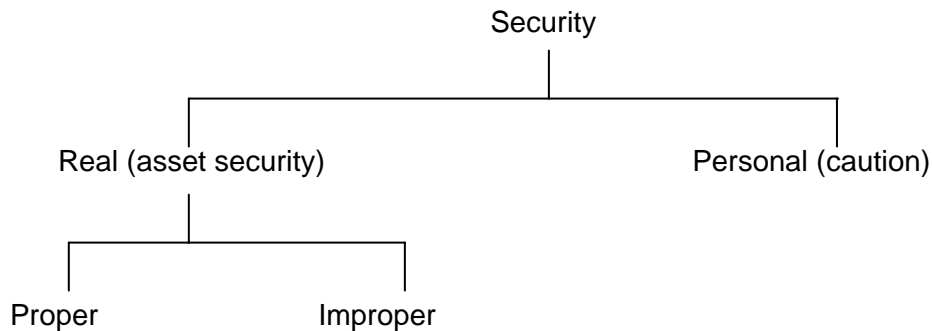 Security
Real (asset security) Personal (caution)
Proper Improper